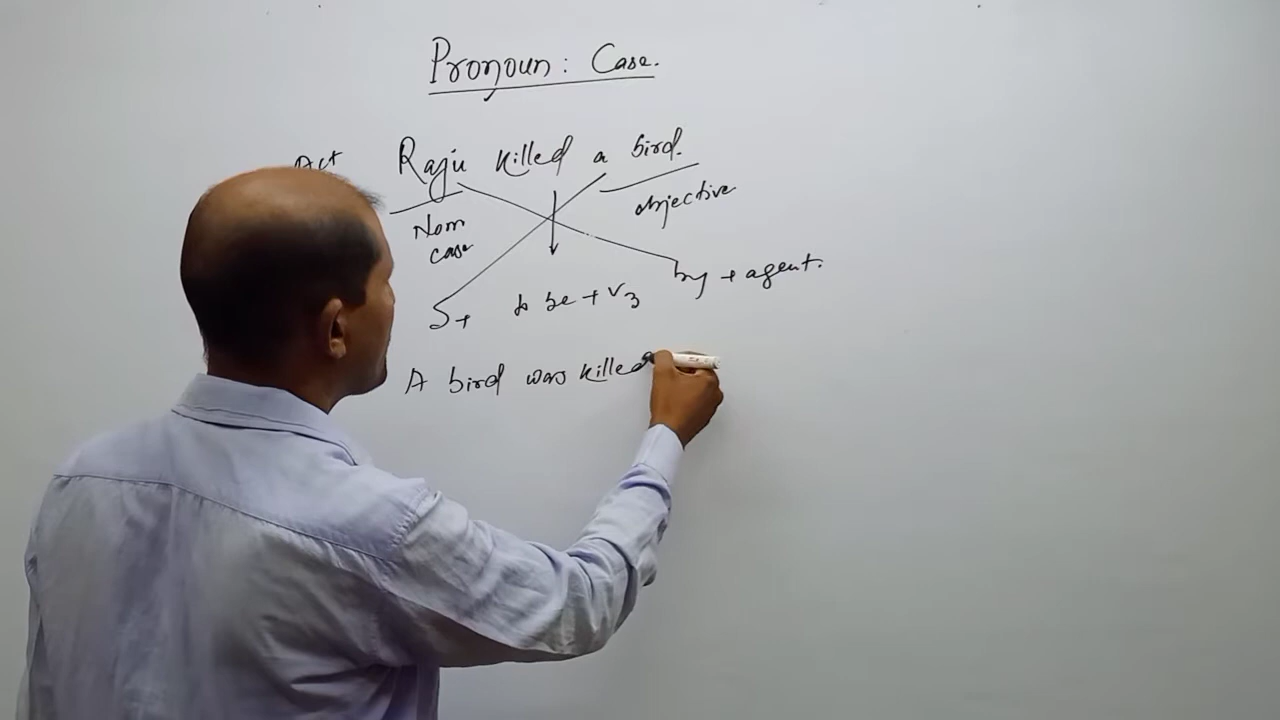 Pronoun: Case.
Act Raju killed a bird.
Nom case
objective
S+ to be + V3 by + agent.
A bird was killed